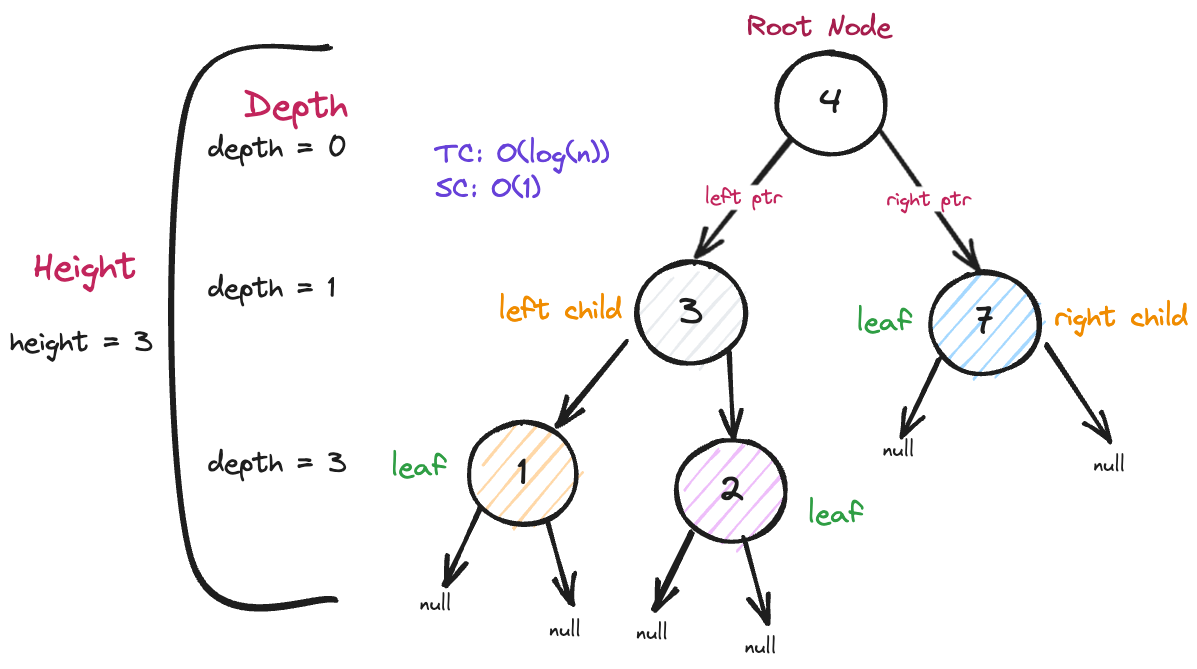 Root Node
4
Depth
depth = 0
TC: O(log(n))
SC: O(1)
left ptr
right ptr
Height
height = 3
depth = 1
left child
3
leaf
7
right child
null
null
depth = 3
leaf
1
2
leaf
null
null
null
null